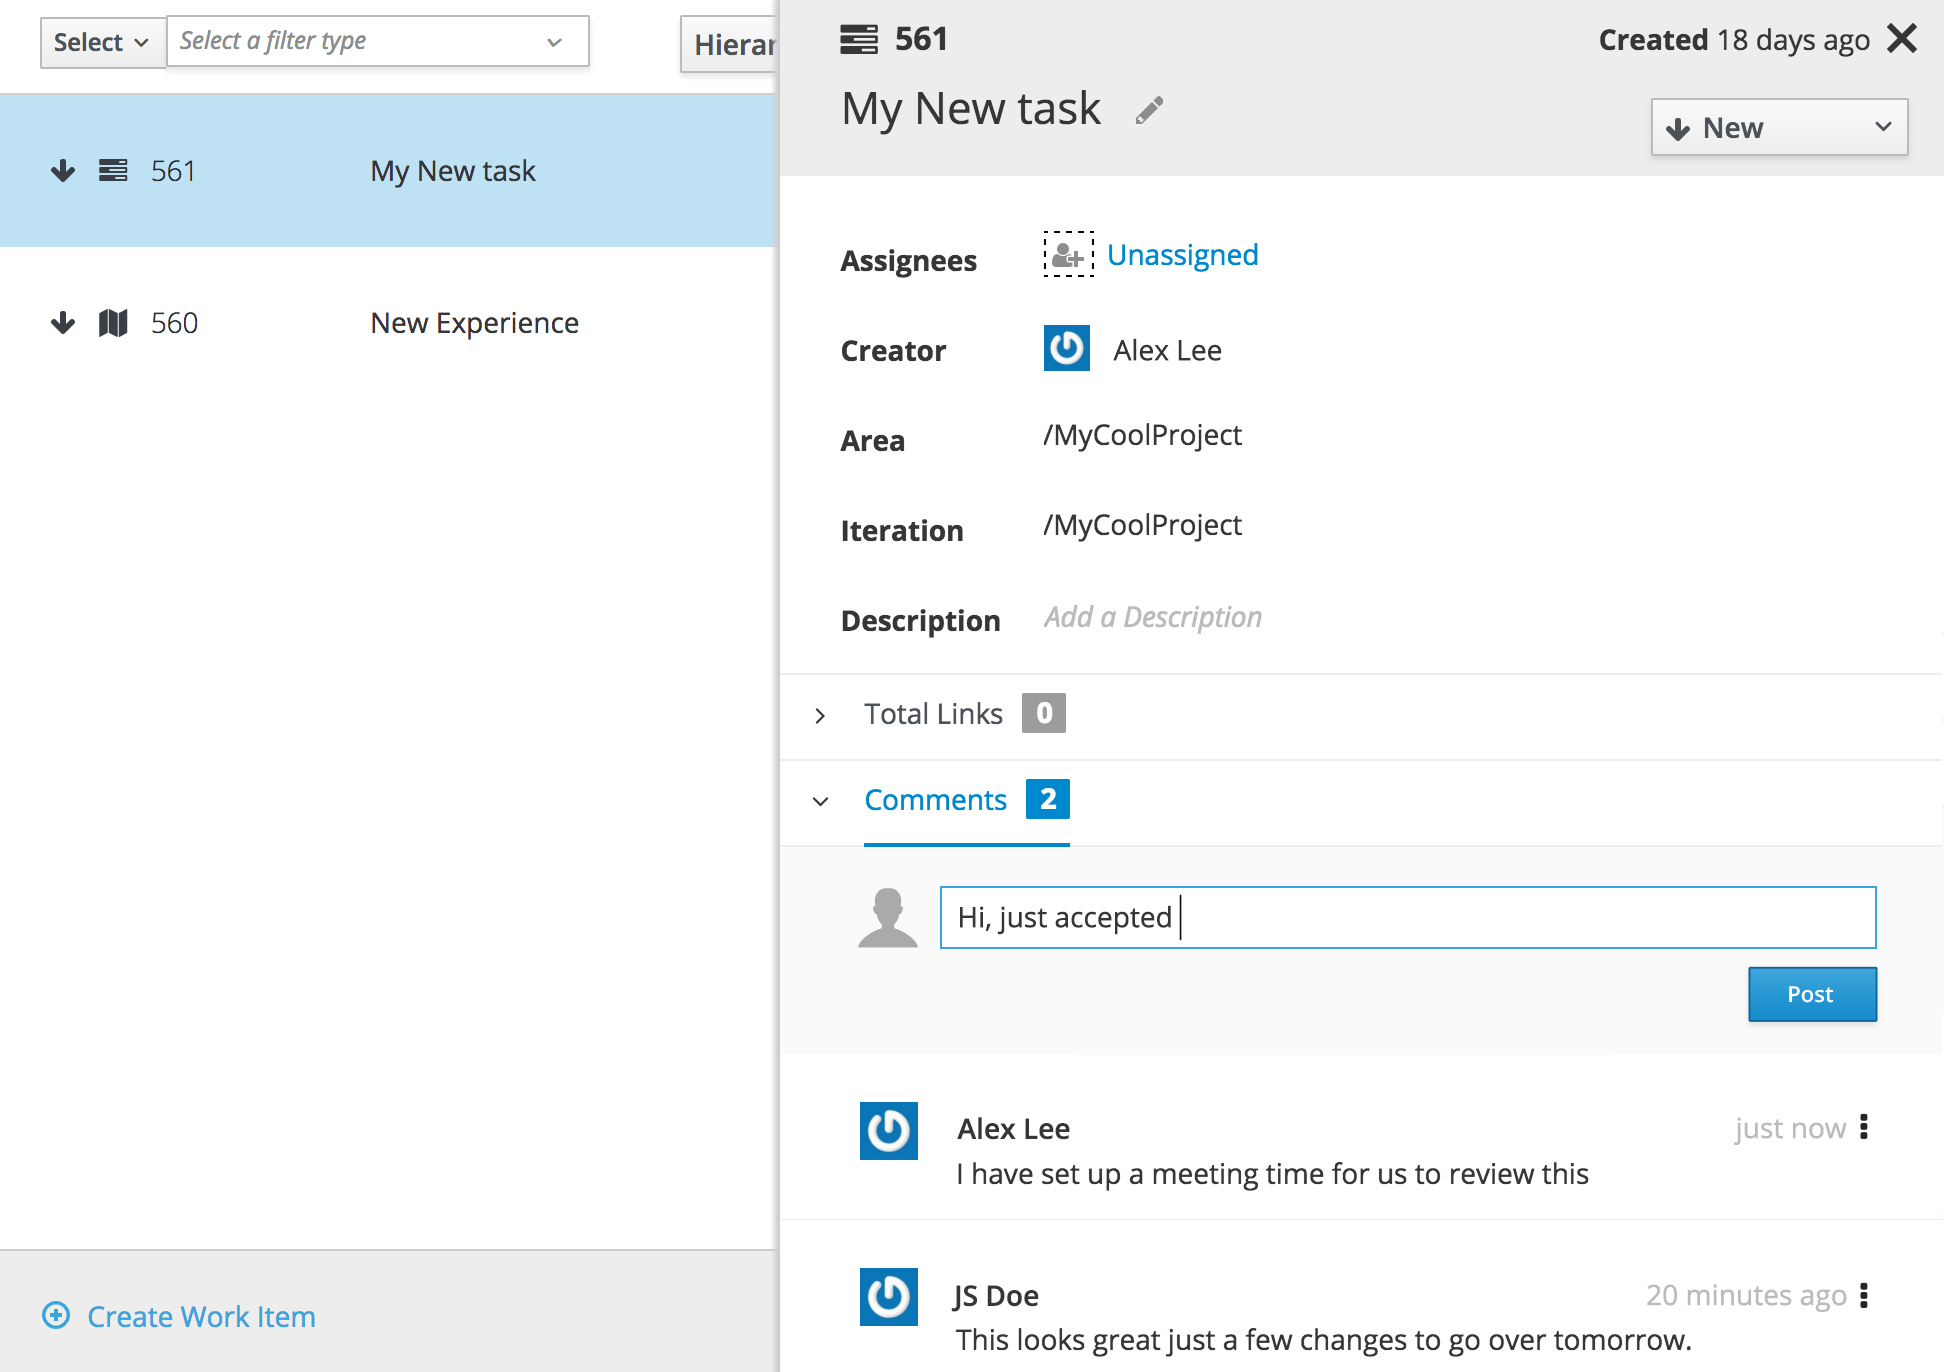 Select
Select a filter type
561 My New task
560 New Experience
Create Work Item
561
Created 18 days ago
My New task
New
Assignees Unassigned
Creator Alex Lee
Area /MyCoolProject
Iteration /MyCoolProject
Description Add a Description
Total Links 0
Comments 2
Hi, just accepted
Post
Alex Lee just now
I have set up a meeting time for us to review this
JS Doe 20 minutes ago
This looks great just a few changes to go over tomorrow.